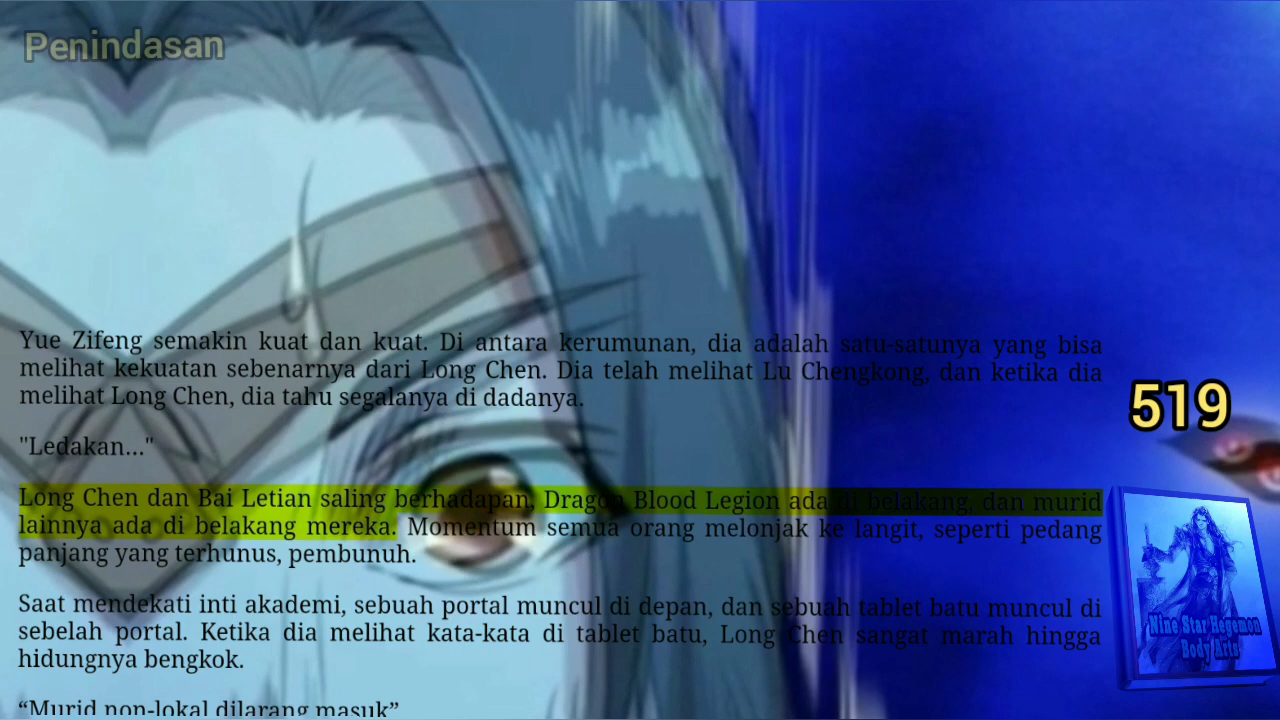 Penindasan
Yue Zifeng semakin kuat dan kuat. Di antara kerumunan, dia adalah satu-satunya yang bisa
melihat kekuatan sebenarnya dari Long Chen. Dia telah melihat Lu Chengkong, dan ketika dia
melihat Long Chen, dia tahu segalanya di dadanya.
"Ledakan..."
Long Chen dan Bai Letian saling berhadapan, Dragon Blood Legion ada di belakang, dan murid
lainnya ada di belakang mereka. Momentum semua orang melonjak ke langit, seperti pedang
panjang yang terhunus, pembunuh.
Saat mendekati inti akademi, sebuah portal muncul di depan, dan sebuah tablet batu muncul di
sebelah portal. Ketika dia melihat kata-kata di tablet batu, Long Chen sangat marah hingga
hidungnya bengkok.
“Murid non-lokal dilarang masuk”
519
Nine Star Hegemon
Body Arts